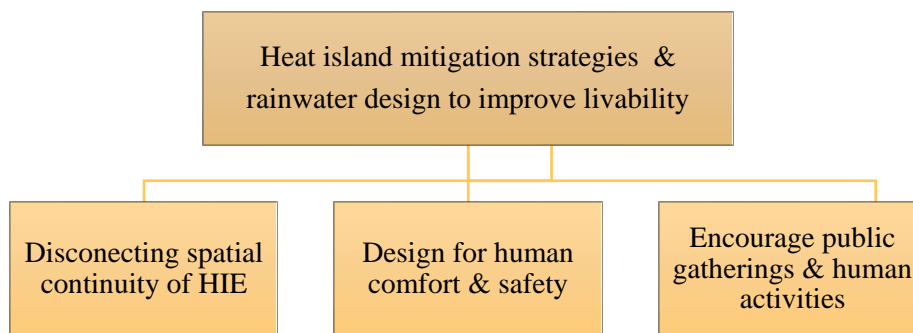 Heat island mitigation strategies &
rainwater design to improve livability
Disconecting spatial
continuity of HIE
Design for human
comfort & safety
Encourage public
gatherings & human
activities